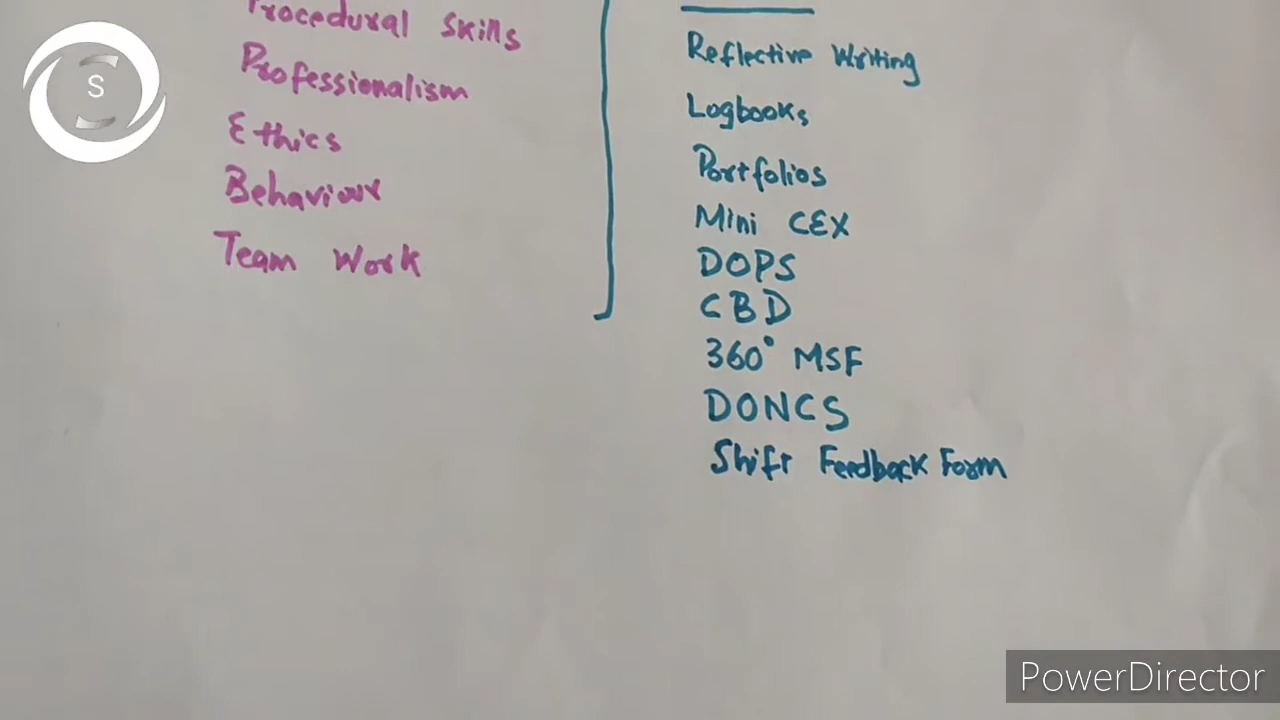 Procedural Skills
Professionalism
Ethics
Behaviour
Team Work
Reflective Writing
Logbooks
Portfolios
Mini CEX
DOPS
CBD
360° MSF
DONCS
Shift Feedback Form
S
PowerDirector